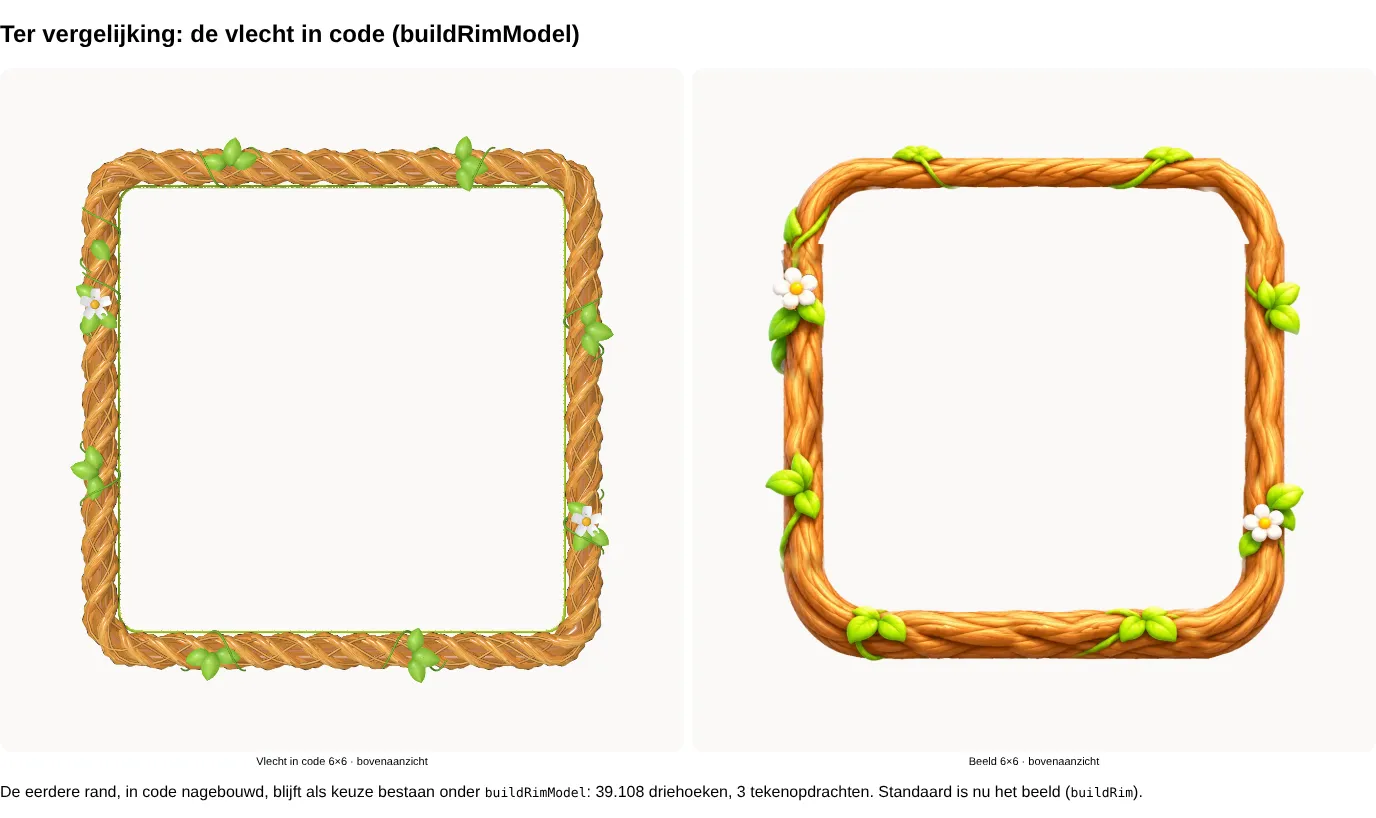 Ter vergelijking: de vlecht in code (buildRimModel)
Vlecht in code 6×6 · bovenaanzicht
Beeld 6×6 · bovenaanzicht
De eerdere rand, in code nagebouwd, blijft als keuze bestaan onder buildRimModel: 39.108 driehoeken, 3 tekenopdrachten. Standaard is nu het beeld (buildRim).